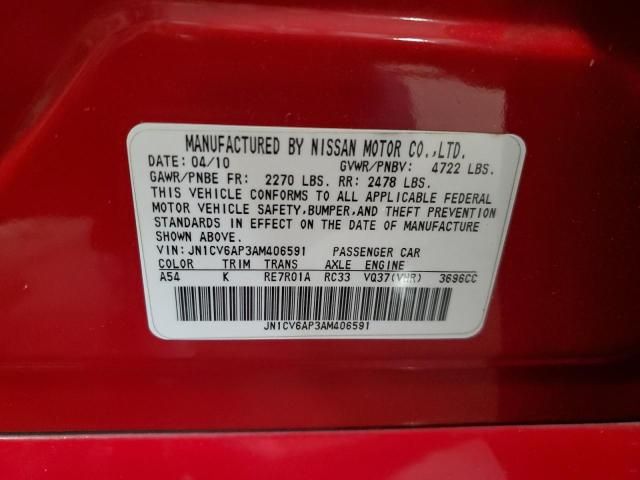 MANUFACTURED BY NISSAN MOTOR CO.,LTD.
DATE: 04/10 GVWR/PNBV: 4722 LBS.
GAWR/PNBE FR: 2270 LBS. RR: 2478 LBS.
THIS VEHICLE CONFORMS TO ALL APPLICABLE FEDERAL
MOTOR VEHICLE SAFETY,BUMPER,AND THEFT PREVENTION
STANDARDS IN EFFECT ON THE DATE OF MANUFACTURE
SHOWN ABOVE.
VIN: JN1CV6AP3AM406591 PASSENGER CAR
COLOR TRIM TRANS AXLE ENGINE
A54 K RE7R01A RC33 VQ37(VHR) 3696CC
JN1CV6AP3AM406591